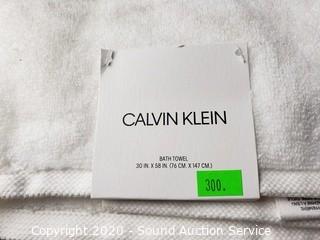 CALVIN KLEIN
BATH TOWEL
30 IN. X 58 IN. (76 CM. X 147 CM.)
300.
Copyright 2020 - Sound Auction Service